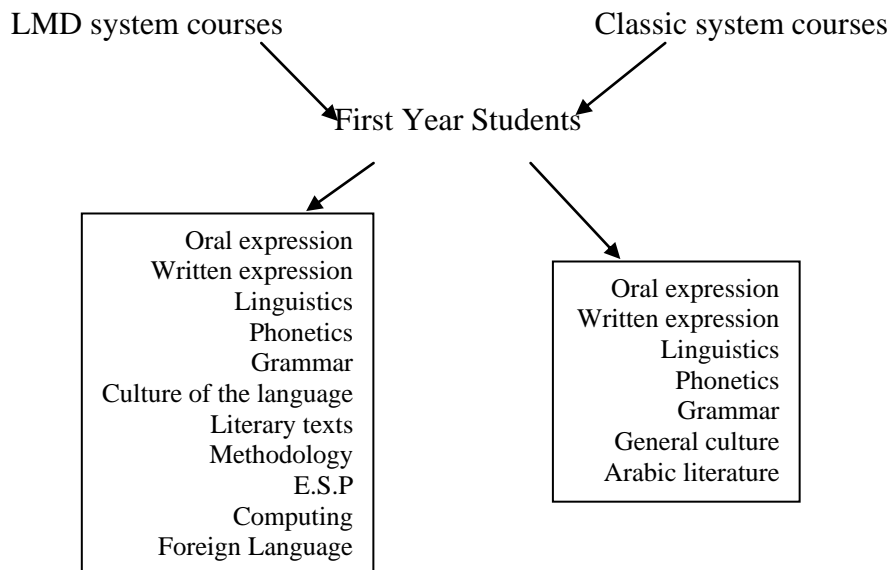 LMD system courses
Classic system courses
First Year Students
Oral expression
Written expression
Linguistics
Phonetics
Grammar
Culture of the language
Literary texts
Methodology
E.S.P
Computing
Foreign Language
Oral expression
Written expression
Linguistics
Phonetics
Grammar
General culture
Arabic literature